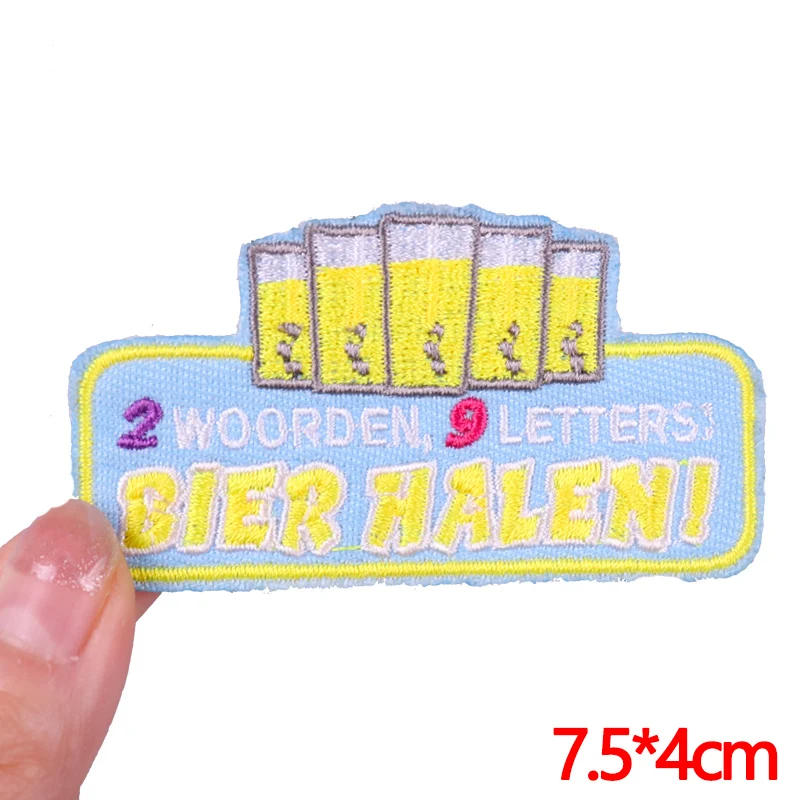 2 WOORDEN, 9 LETTERS:
BIER HALEN!
7.5*4cm